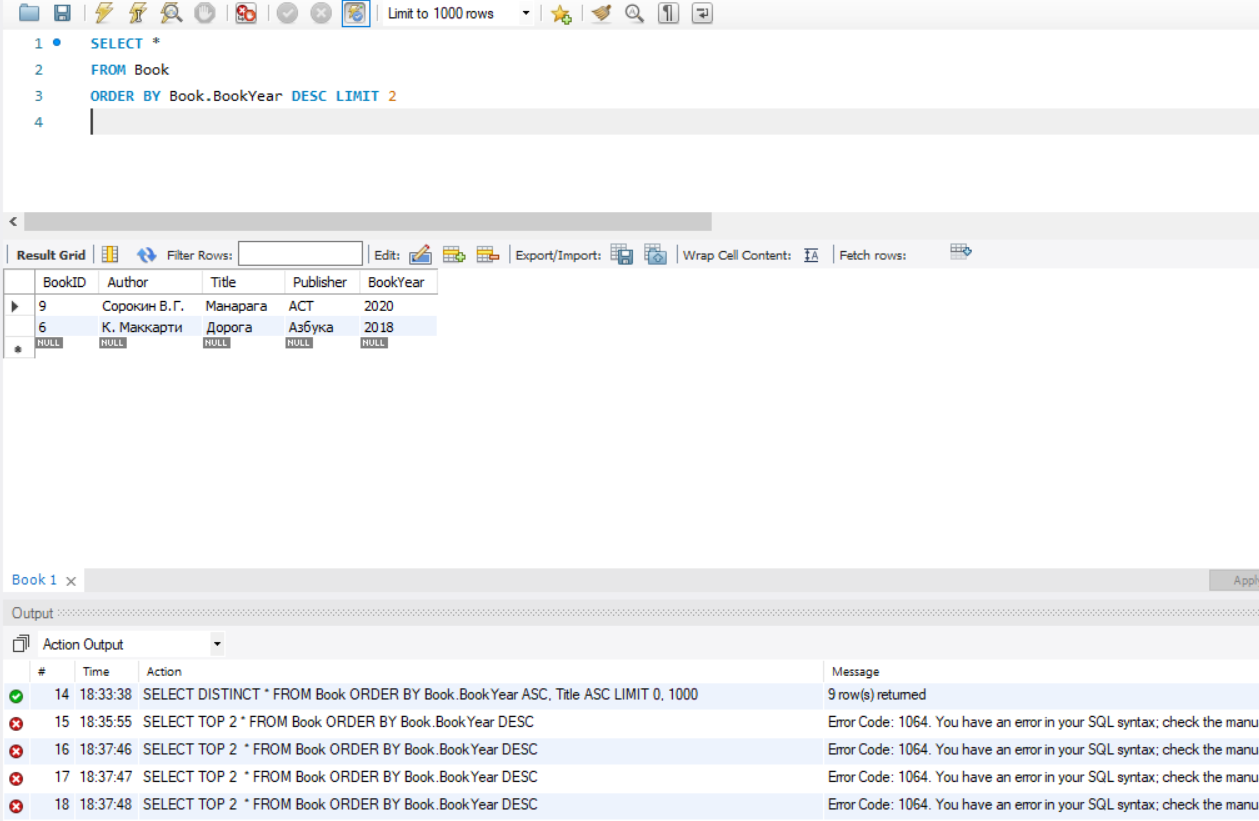 Limit to 1000 rows
1 SELECT *
2 FROM Book
3 ORDER BY Book.BookYear DESC LIMIT 2
4
Result Grid Filter Rows: Edit: Export/Import: Wrap Cell Content: IA Fetch rows:
BookID Author Title Publisher BookYear
9 Сорокин В.Г. Манарага АСТ 2020
6 К. Маккарти Дорога Азбука 2018
NULL NULL NULL NULL NULL
Book 1
Apply
Output
Action Output
# Time Action Message
14 18:33:38 SELECT DISTINCT * FROM Book ORDER BY Book.BookYear ASC, Title ASC LIMIT 0, 1000 9 row(s) returned
15 18:35:55 SELECT TOP 2 * FROM Book ORDER BY Book.BookYear DESC Error Code: 1064. You have an error in your SQL syntax; check the manu
16 18:37:46 SELECT TOP 2  * FROM Book ORDER BY Book.BookYear DESC Error Code: 1064. You have an error in your SQL syntax; check the manu
17 18:37:47 SELECT TOP 2  * FROM Book ORDER BY Book.BookYear DESC Error Code: 1064. You have an error in your SQL syntax; check the manu
18 18:37:48 SELECT TOP 2  * FROM Book ORDER BY Book.BookYear DESC Error Code: 1064. You have an error in your SQL syntax; check the manu